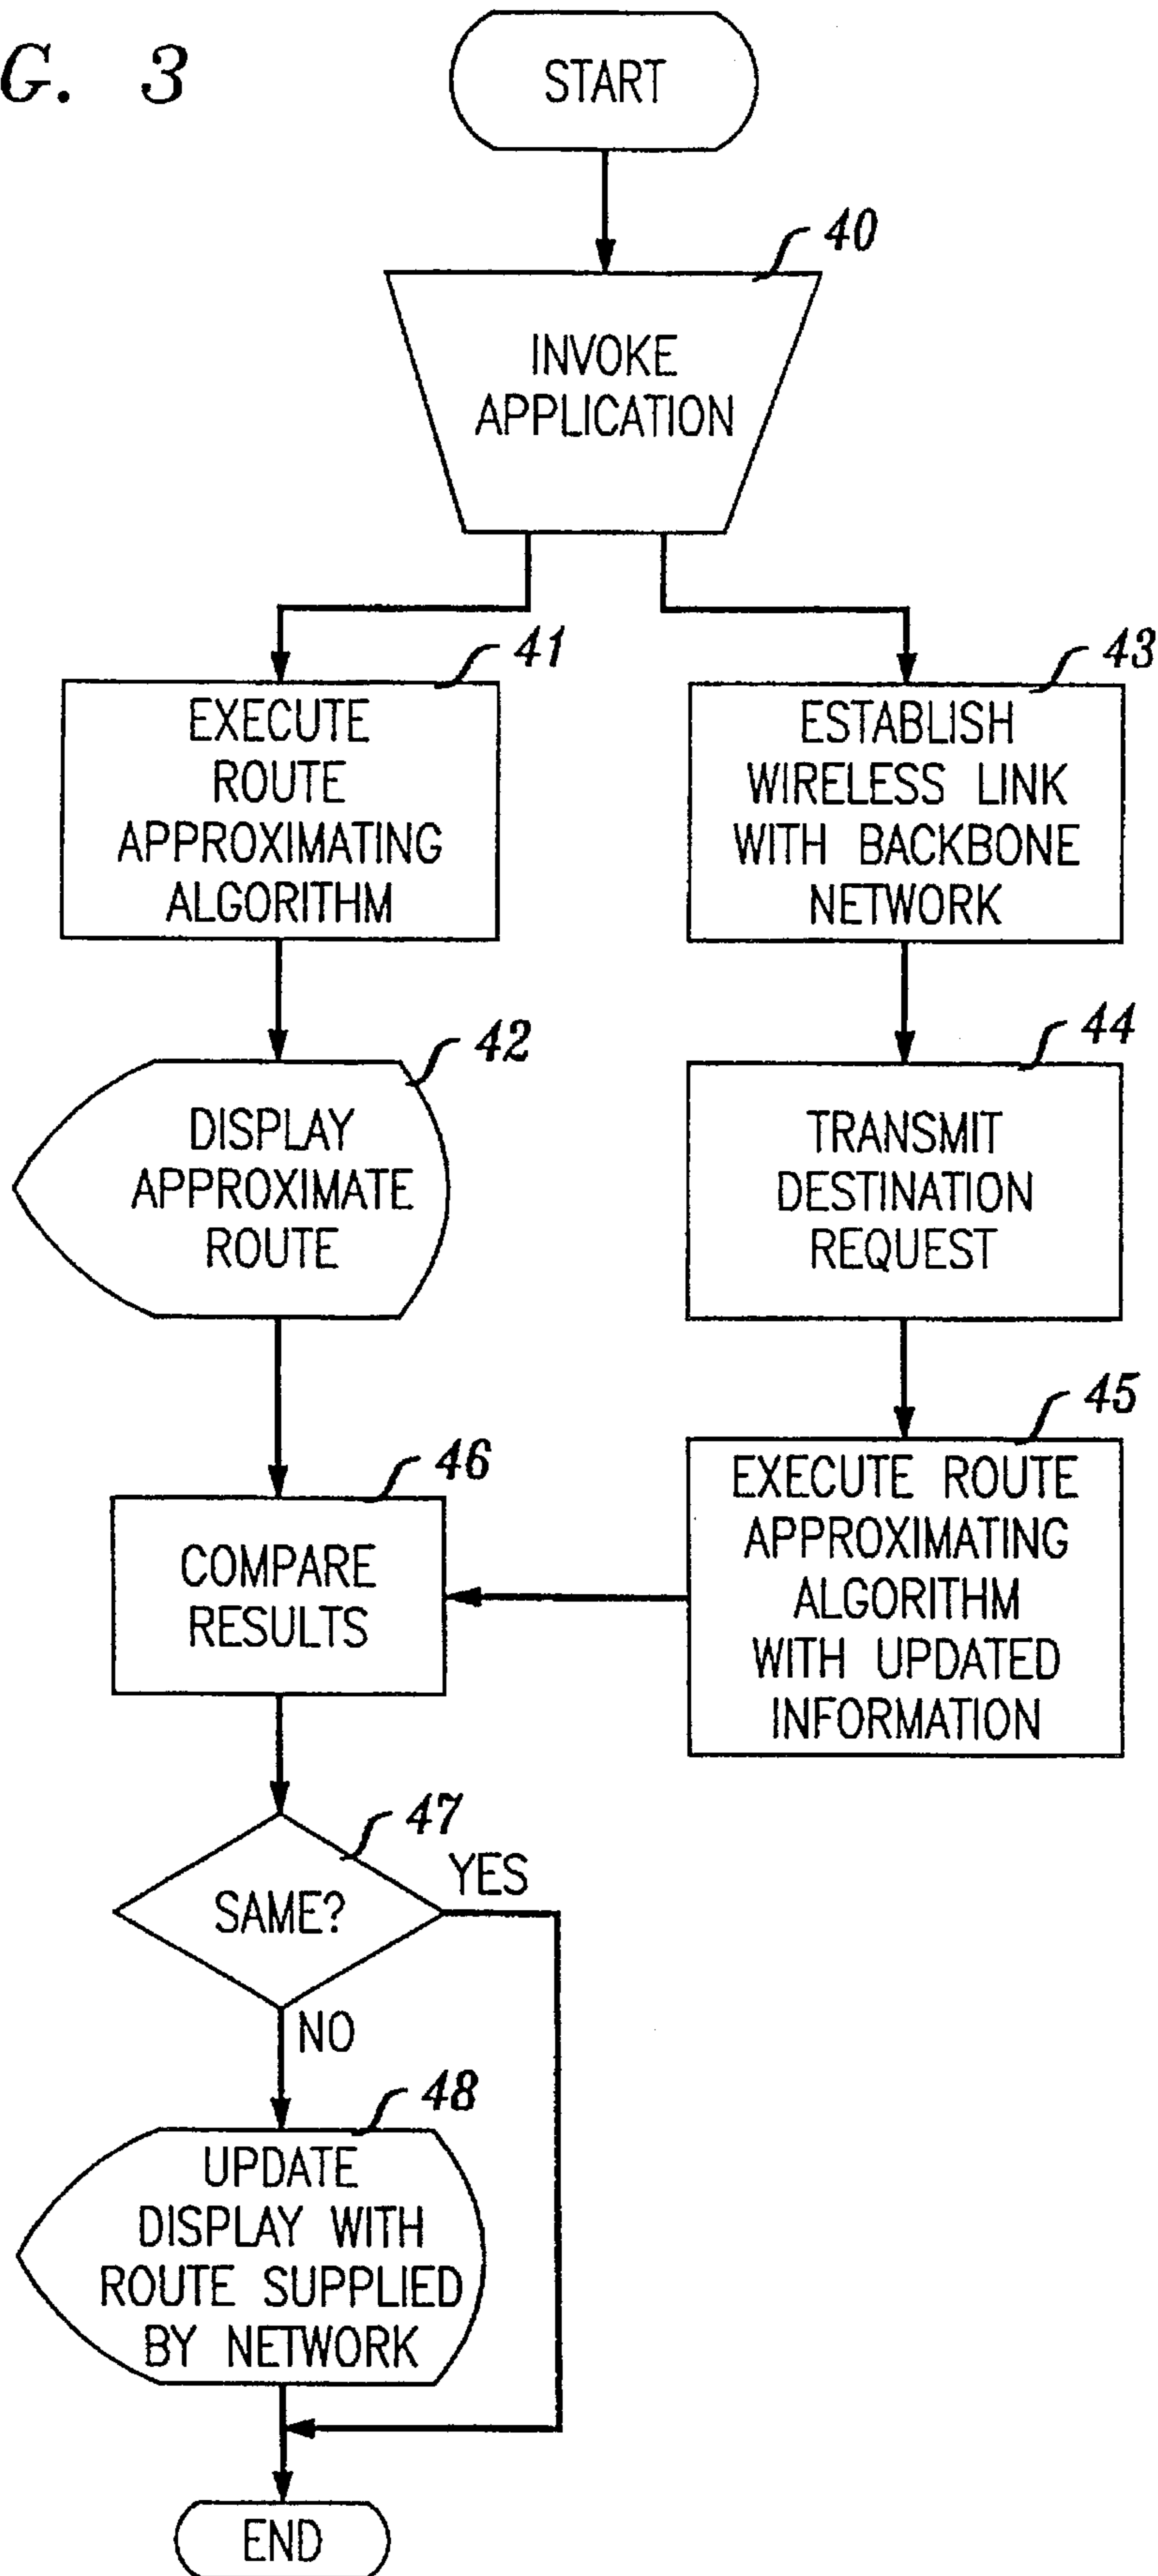 G. 3
START
40
INVOKE
APPLICATION
41
EXECUTE
ROUTE
APPROXIMATING
ALGORITHM
43
ESTABLISH
WIRELESS LINK
WITH BACKBONE
NETWORK
42
DISPLAY
APPROXIMATE
ROUTE
44
TRANSMIT
DESTINATION
REQUEST
45
EXECUTE ROUTE
APPROXIMATING
ALGORITHM
WITH UPDATED
INFORMATION
46
COMPARE
RESULTS
47
SAME?
YES
NO
48
UPDATE
DISPLAY WITH
ROUTE SUPPLIED
BY NETWORK
END